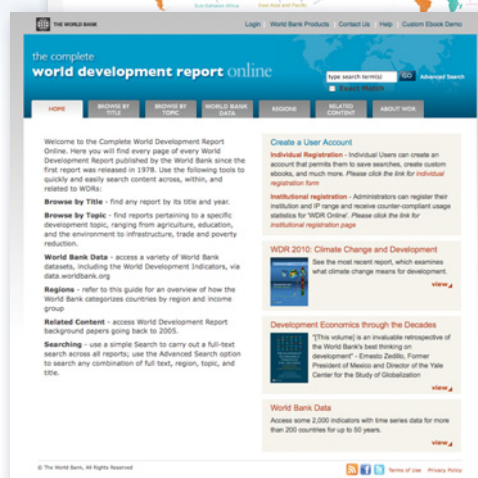 Sub-Saharan Africa
East Asia and Pacific
THE WORLD BANK
Login World Bank Products Contact Us Help Custom Ebook Demo
the complete
world development report online
type search term(s) GO Advanced Search
Exact Match
HOME
BROWSE BY
TITLE
BROWSE BY
TOPIC
WORLD BANK
DATA
REGIONS
RELATED
CONTENT
ABOUT WDR
Welcome to the Complete World Development Report
Online. Here you will find every page of every World
Development Report published by the World Bank since the
first report was released in 1978. Use the following tools to
quickly and easily search content across, within, and
related to WDRs:
Browse by Title - find any report by its title and year.
Browse by Topic - find reports pertaining to a specific
development topic, ranging from agriculture, education,
and the environment to infrastructure, trade and poverty
reduction.
World Bank Data - access a variety of World Bank
datasets, including the World Development Indicators, via
data.worldbank.org
Regions - refer to this guide for an overview of how the
World Bank categorizes countries by region and income
group
Related Content - access World Development Report
background papers going back to 2005.
Searching - use a simple Search to carry out a full-text
search across all reports; use the Advanced Search option
to search any combination of full text, region, topic, and
title.
Create a User Account
Individual Registration - Individual Users can create an
account that permits them to save searches, create custom
ebooks, and much more. Please click the link for individual
registration form
Institutional registration - Administrators can register their
institution and IP range and receive counter-compliant usage
statistics for 'WDR Online'. Please click the link for
institutional registration page
WDR 2010: Climate Change and Development
See the most recent report, which examines
what climate change means for development.
view
Development Economics through the Decades
"[This volume] is an invaluable retrospective of
the World Bank's best thinking on
development" - Ernesto Zedillo, Former
President of Mexico and Director of the Yale
Center for the Study of Globalization
view
World Bank Data
Access some 2,000 indicators with time series data for more
than 200 countries for up to 50 years.
view
© The World Bank, All Rights Reserved
Terms of Use Privacy Policy